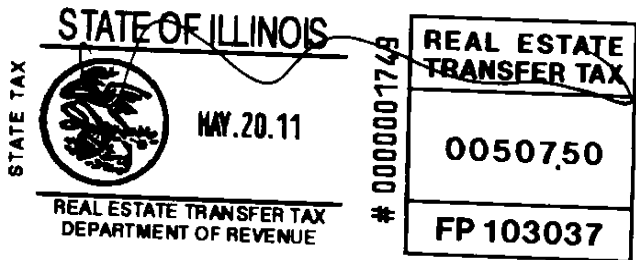 STATE OF ILLINOIS
STATE TAX
MAY.20.11
REAL ESTATE TRANSFER TAX
DEPARTMENT OF REVENUE
# 0000001749
REAL ESTATE
TRANSFER TAX
00507.50
FP 103037